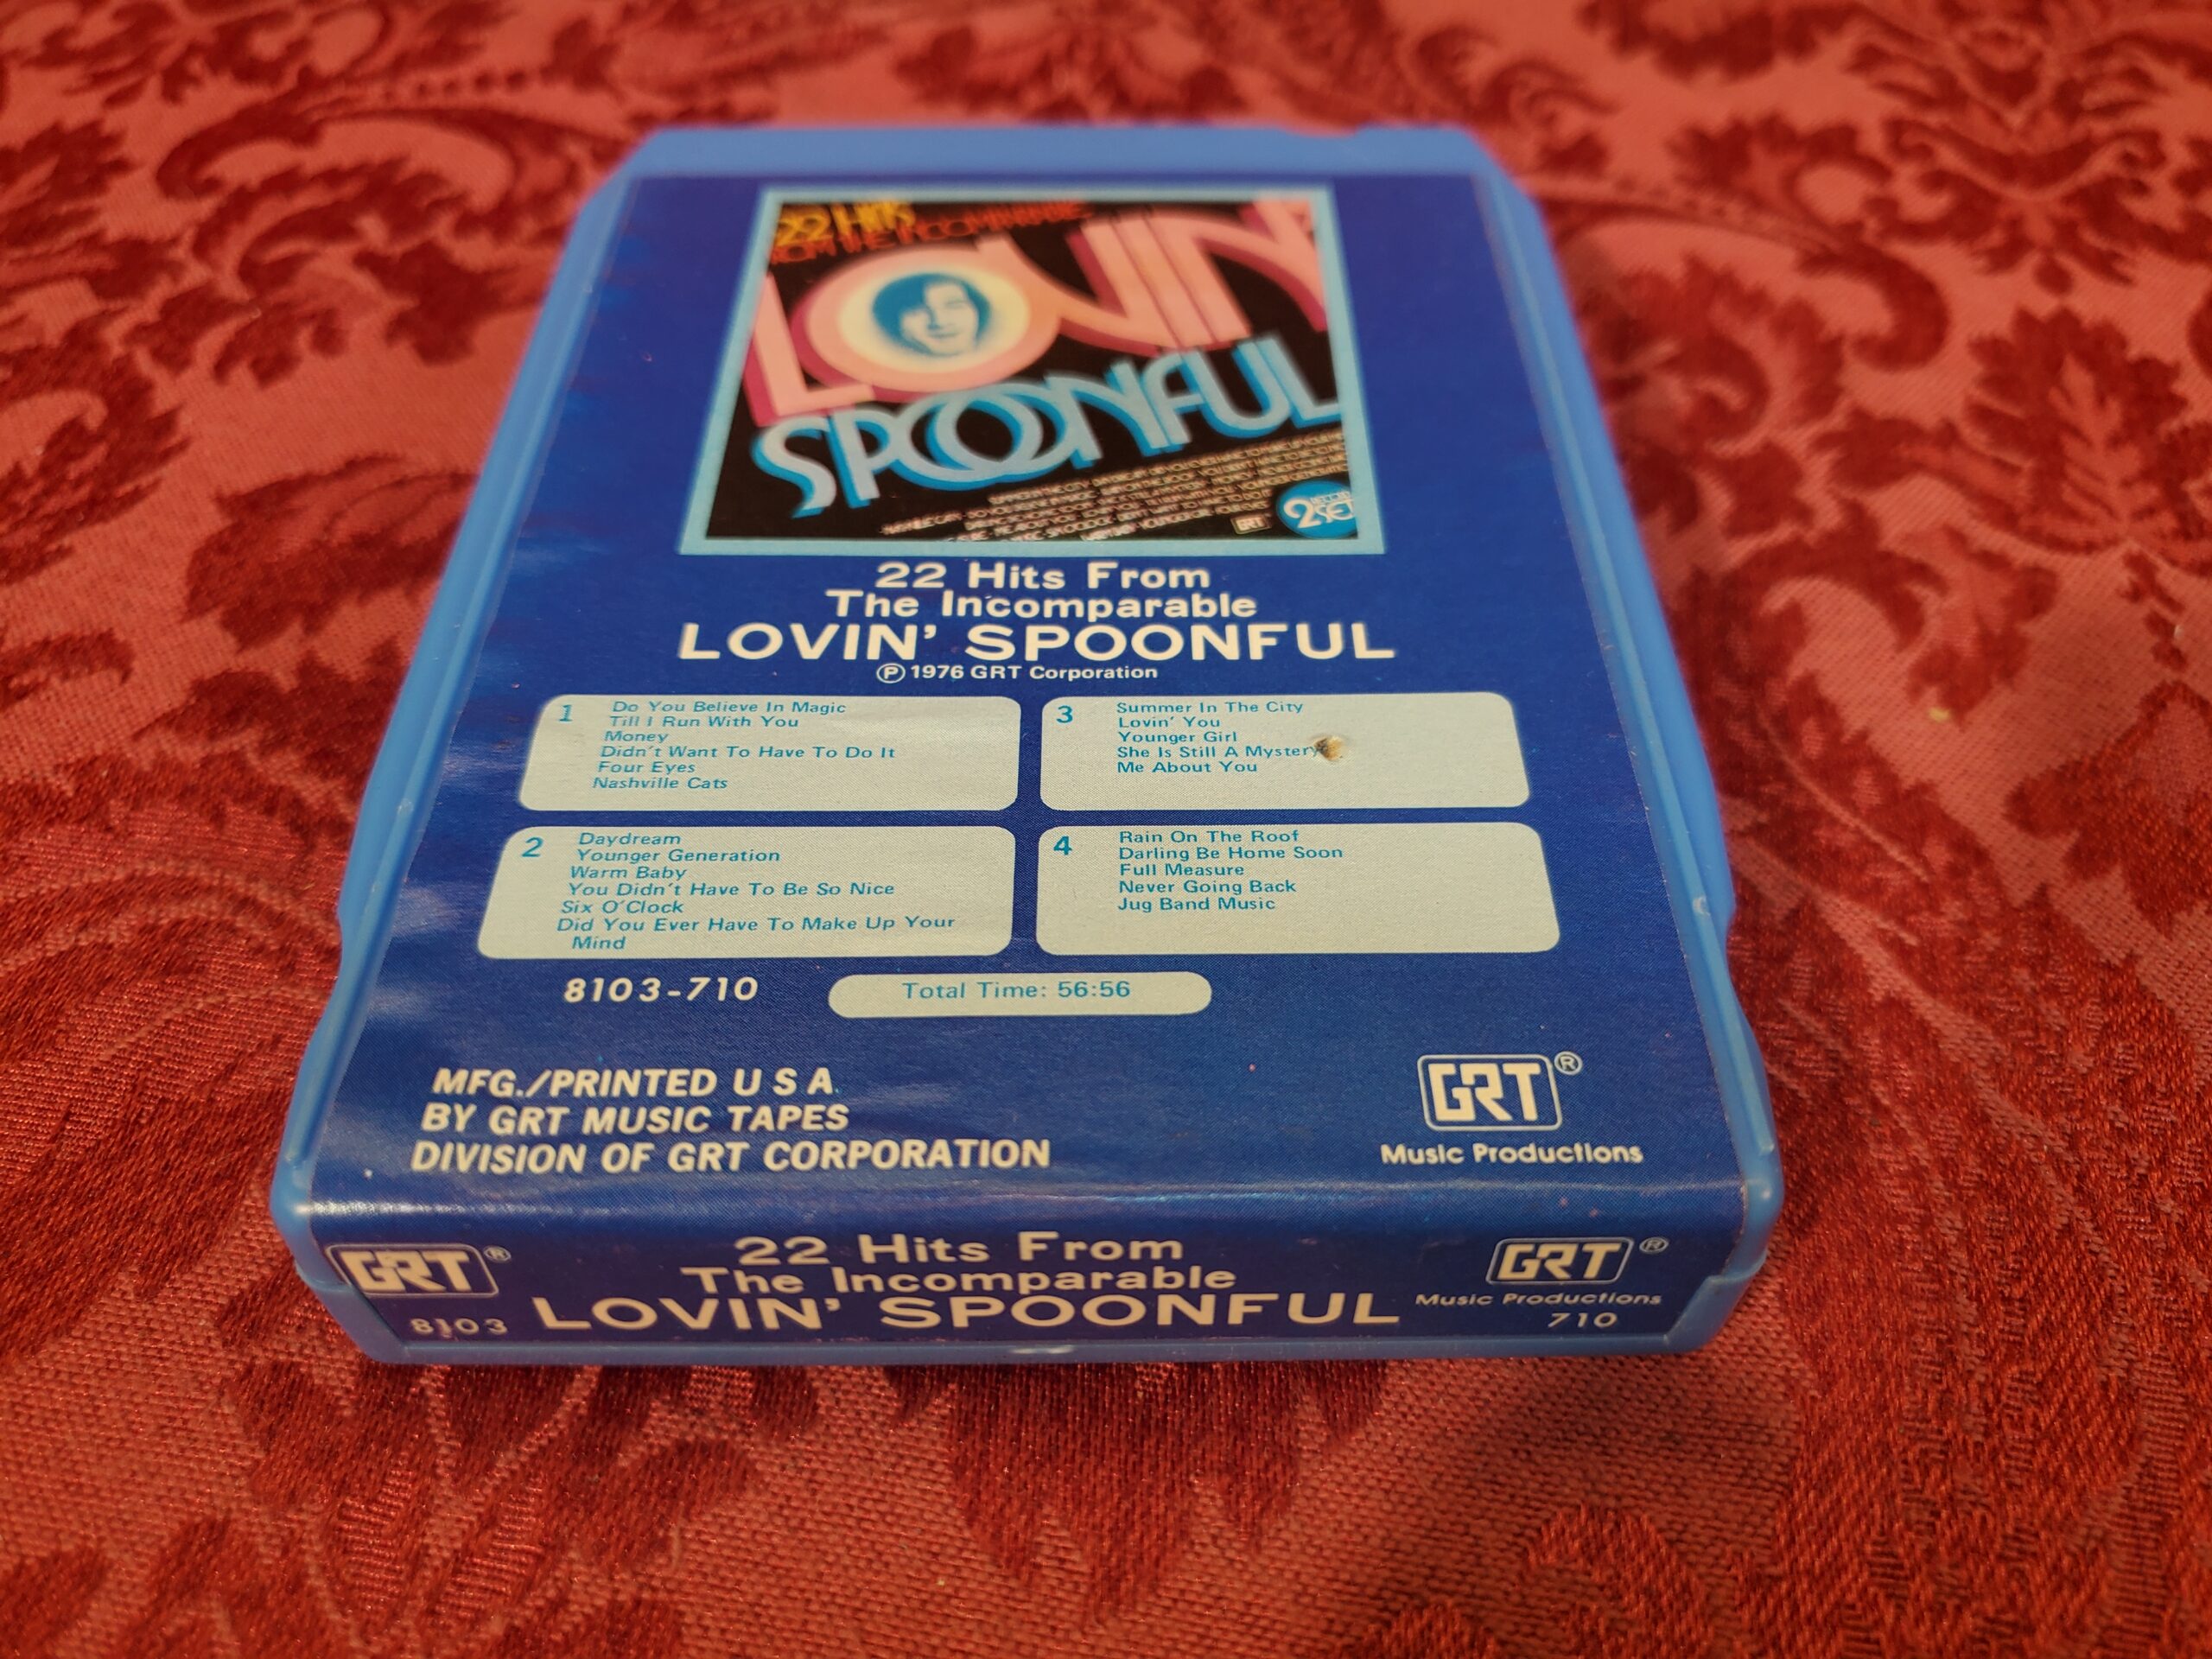 22 HITS
FROM THE INCOMPARABLE
LOVIN'
SPOONFUL
GRT
2 RECORD
SET
22 Hits From
The Incomparable
LOVIN' SPOONFUL
Ⓟ 1976 GRT Corporation
1
Do You Believe In Magic
Till I Run With You
Money
Didn't Want To Have To Do It
Four Eyes
Nashville Cats
2
Daydream
Younger Generation
Warm Baby
You Didn't Have To Be So Nice
Six O'Clock
Did You Ever Have To Make Up Your
Mind
3
Summer In The City
Lovin' You
Younger Girl
She Is Still A Mystery
Me About You
4
Rain On The Roof
Darling Be Home Soon
Full Measure
Never Going Back
Jug Band Music
8103-710
Total Time: 56:56
MFG./PRINTED U S A
BY GRT MUSIC TAPES
DIVISION OF GRT CORPORATION
GRT®
Music Productions
GRT®
8103
22 Hits From
The Incomparable
LOVIN' SPOONFUL
GRT®
Music Productions
710